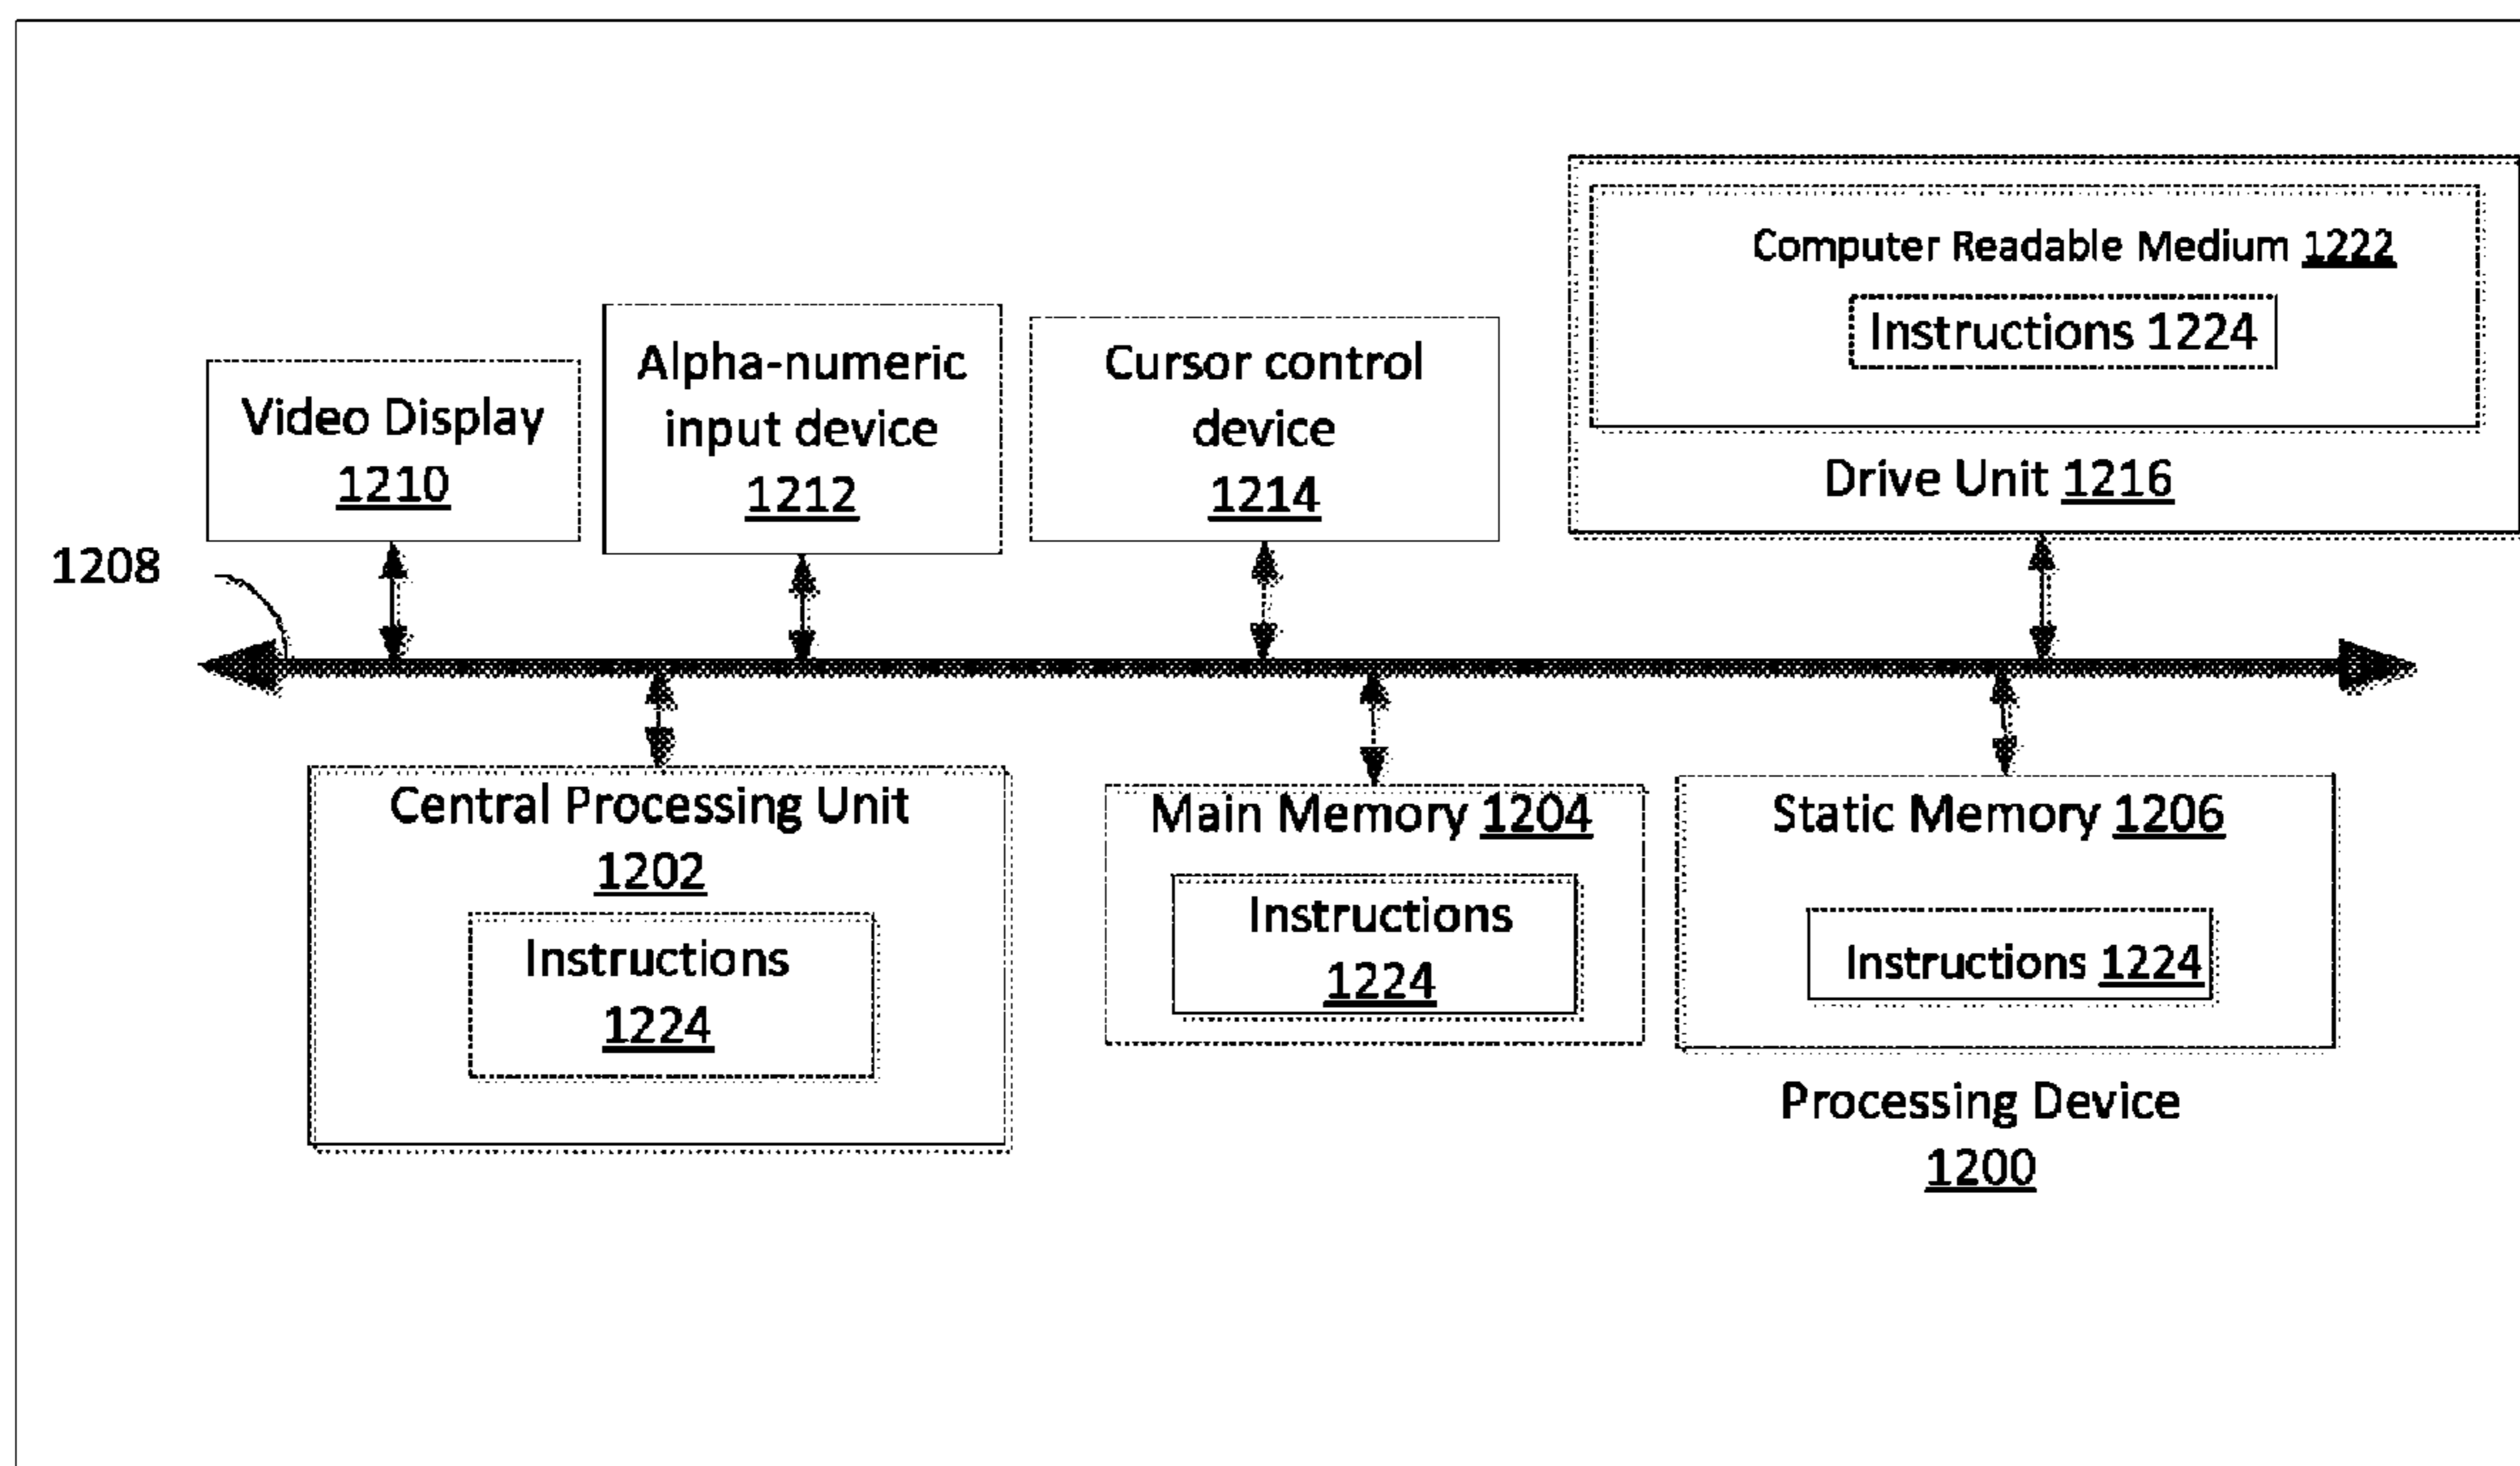 Computer Readable Medium 1222
Instructions 1224
Drive Unit 1216
Video Display
1210
Alpha-numeric
input device
1212
Cursor control
device
1214
1208
Central Processing Unit
1202
Instructions
1224
Main Memory 1204
Instructions
1224
Static Memory 1206
Instructions 1224
Processing Device
1200